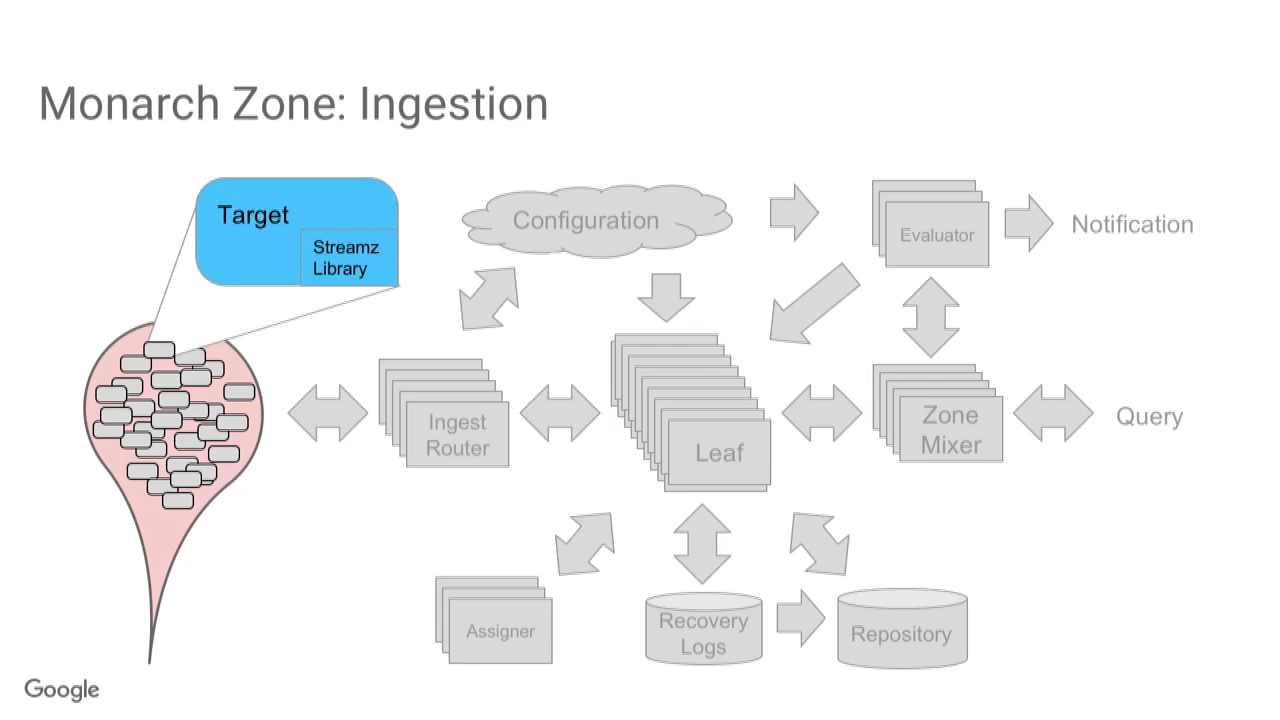 Monarch Zone: Ingestion
Target
Streamz
Library
Configuration
Evaluator
Notification
Ingest
Router
Leaf
Zone
Mixer
Query
Assigner
Recovery
Logs
Repository
Google